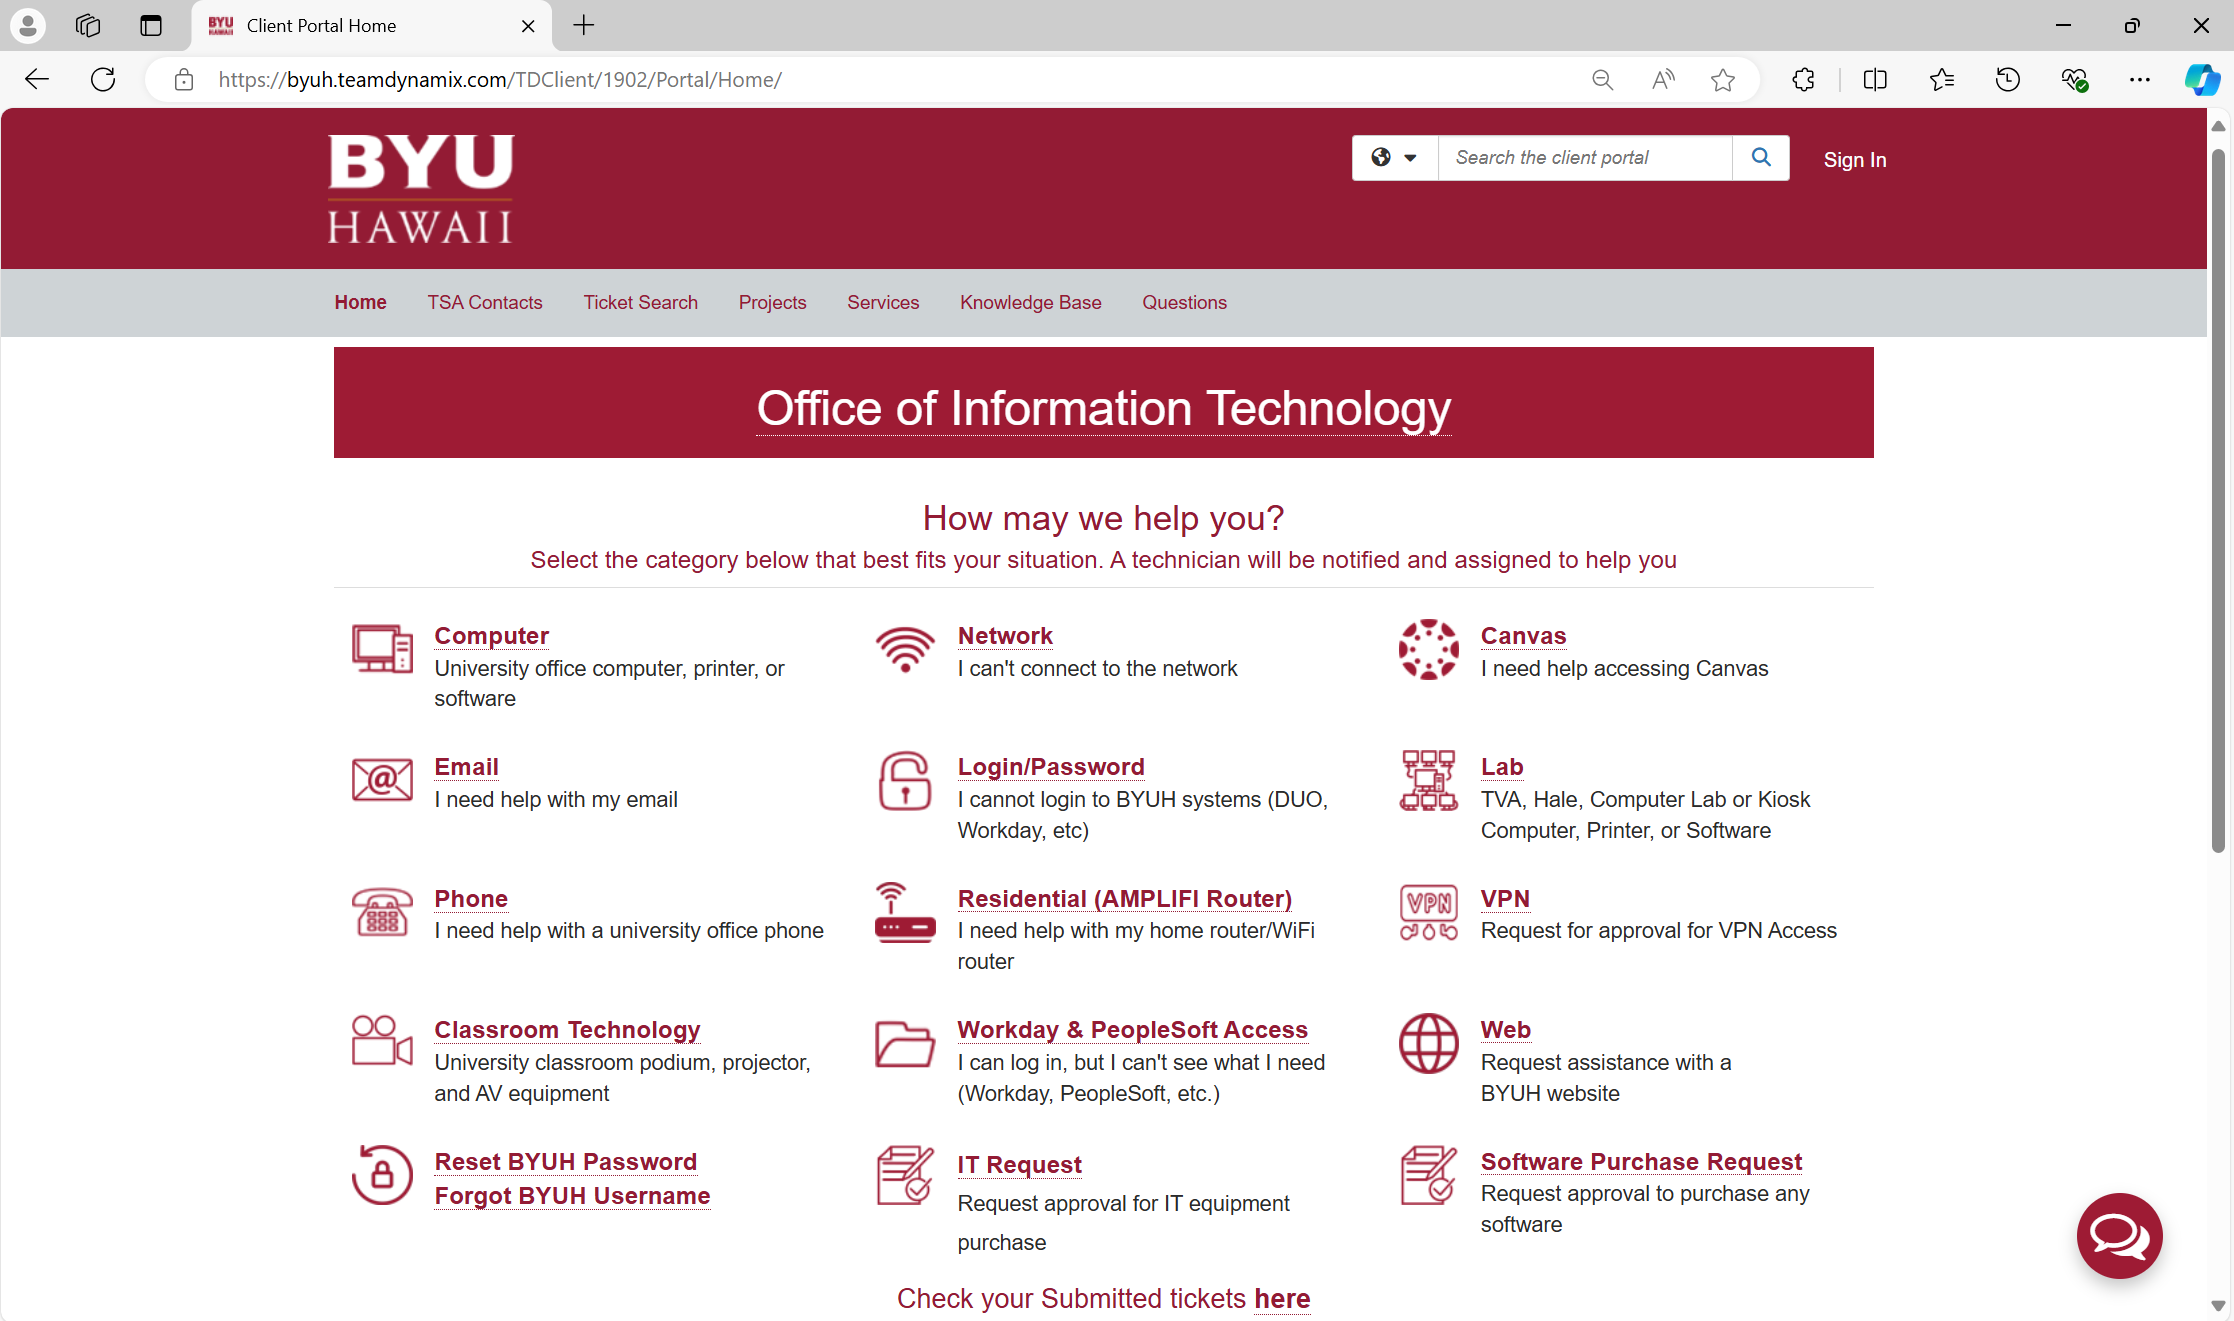 BYU HAWAII
Client Portal Home
https://byuh.teamdynamix.com/TDClient/1902/Portal/Home/
BYU
HAWAII
Search the client portal
Sign In
Home
TSA Contacts
Ticket Search
Projects
Services
Knowledge Base
Questions
Office of Information Technology
How may we help you?
Select the category below that best fits your situation. A technician will be notified and assigned to help you
Computer
University office computer, printer, or
software
Network
I can't connect to the network
Canvas
I need help accessing Canvas
Email
I need help with my email
Login/Password
I cannot login to BYUH systems (DUO,
Workday, etc)
Lab
TVA, Hale, Computer Lab or Kiosk
Computer, Printer, or Software
Phone
I need help with a university office phone
Residential (AMPLIFI Router)
I need help with my home router/WiFi
router
VPN
VPN
Request for approval for VPN Access
Classroom Technology
University classroom podium, projector,
and AV equipment
Workday & PeopleSoft Access
I can log in, but I can't see what I need
(Workday, PeopleSoft, etc.)
Web
Request assistance with a
BYUH website
Reset BYUH Password
Forgot BYUH Username
IT Request
Request approval for IT equipment
purchase
Software Purchase Request
Request approval to purchase any
software
Check your Submitted tickets here